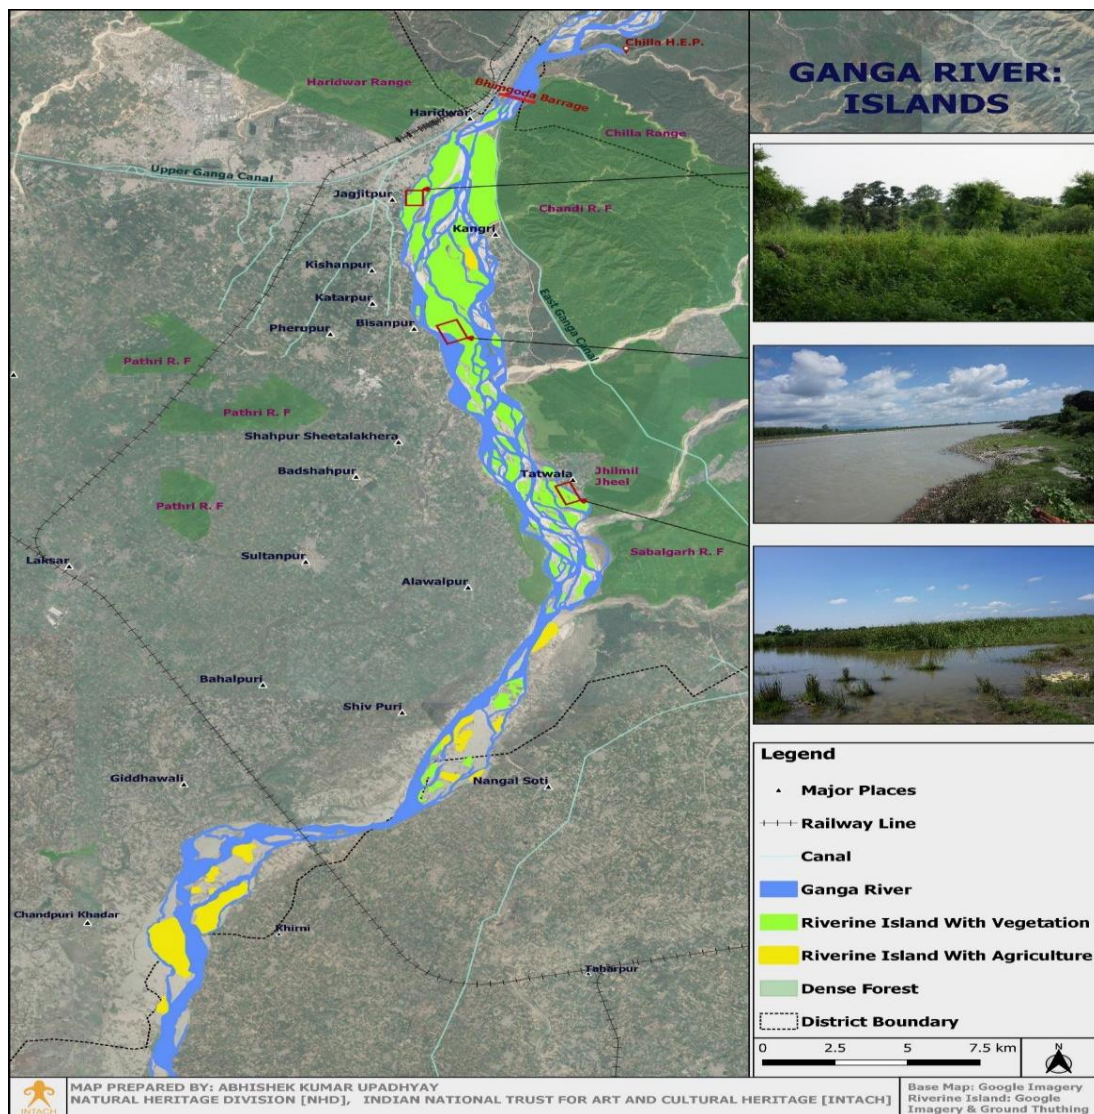 GANGA RIVER:
ISLANDS
Chilla H.E.P.
Haridwar Range
Bhimgoda Barrage
Haridwar
Chilla Range
Upper Ganga Canal
Jagjitpur
Chandi R. F
Kangri
Kishanpur
East Ganga Canal
Katarpur
Pherupur
Bisanpur
Pathri R. F
Pathri R. F
Shahpur Sheetalakhera
Badshahpur
Tatwala
Jhilmil
Jheel
Pathri R. F
Sultanpur
Sabalgarh R. F
Laksar
Alawalpur
Bahalpuri
Shiv Puri
Giddhawali
Nangal Soti
Chandpuri Khadar
Khirni
Taharpur
Legend
Major Places
Railway Line
Canal
Ganga River
Riverine Island With Vegetation
Riverine Island With Agriculture
Dense Forest
District Boundary
0 2.5 5 7.5 km
N
INTACH
MAP PREPARED BY: ABHISHEK KUMAR UPADHYAY
NATURAL HERITAGE DIVISION [NHD], INDIAN NATIONAL TRUST FOR ART AND CULTURAL HERITAGE [INTACH]
Base Map: Google Imagery
Riverine Island: Google
Imagery & Ground Thuthing